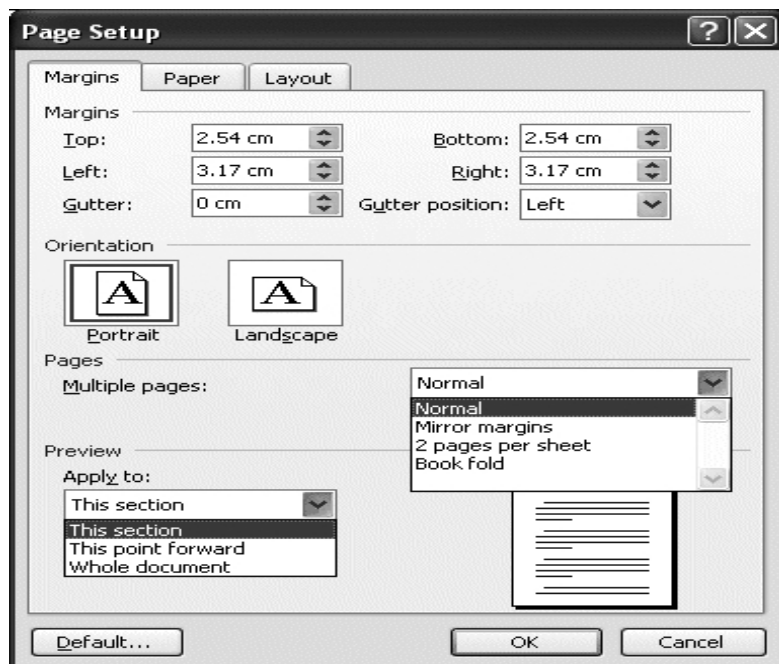 Page Setup
Margins Paper Layout
Margins
Top: 2.54 cm Bottom: 2.54 cm
Left: 3.17 cm Right: 3.17 cm
Gutter: 0 cm Gutter position: Left
Orientation
A A
Portrait Landscape
Pages
Multiple pages: Normal
Normal
Mirror margins
2 pages per sheet
Book fold
Preview
Apply to:
This section
This section
This point forward
Whole document
Default... OK Cancel